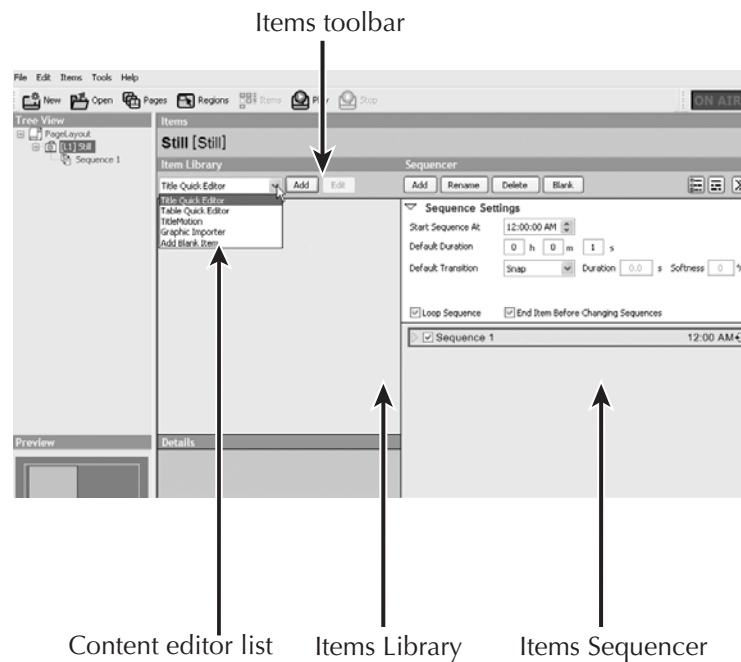 Items toolbar
File Edit Items Tools Help
New Open Pages Regions Items Play Stop ON AIR
Tree View
PageLayout
[L1] Still
Sequence 1
Items
Still [Still]
Item Library
Title Quick Editor Add Edit
Title Quick Editor
Table Quick Editor
TitleMotion
Graphic Importer
Add Blank Item
Sequencer
Add Rename Delete Blank
Sequence Settings
Start Sequence At 12:00:00 AM
Default Duration 0 h 0 m 1 s
Default Transition Snap Duration 0.0 s Softness 0
Loop Sequence End Item Before Changing Sequences
Sequence 1 12:00 AM
Preview
Details
Content editor list Items Library Items Sequencer